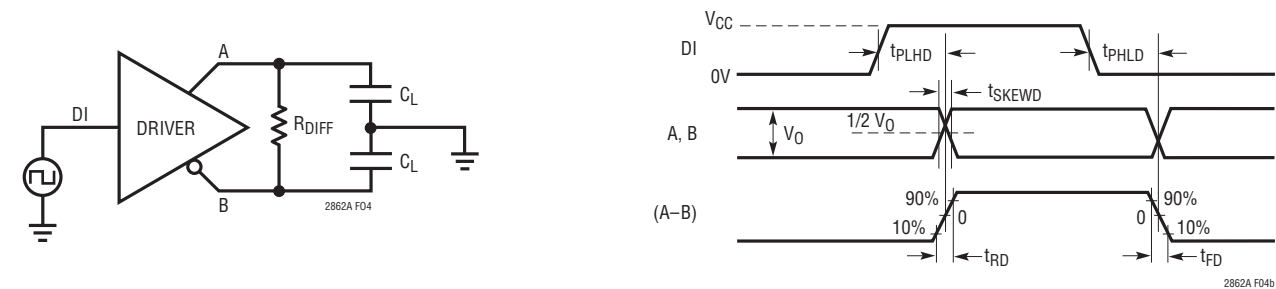 A
DI
DRIVER
R_DIFF
C_L
C_L
B
2862A F04
V_CC
DI
0V
t_PLHD
t_PHLD
t_SKEWD
A, B
V_O
1/2 V_O
(A–B)
90%
10%
0
t_RD
90%
0
10%
t_FD
2862A F04b